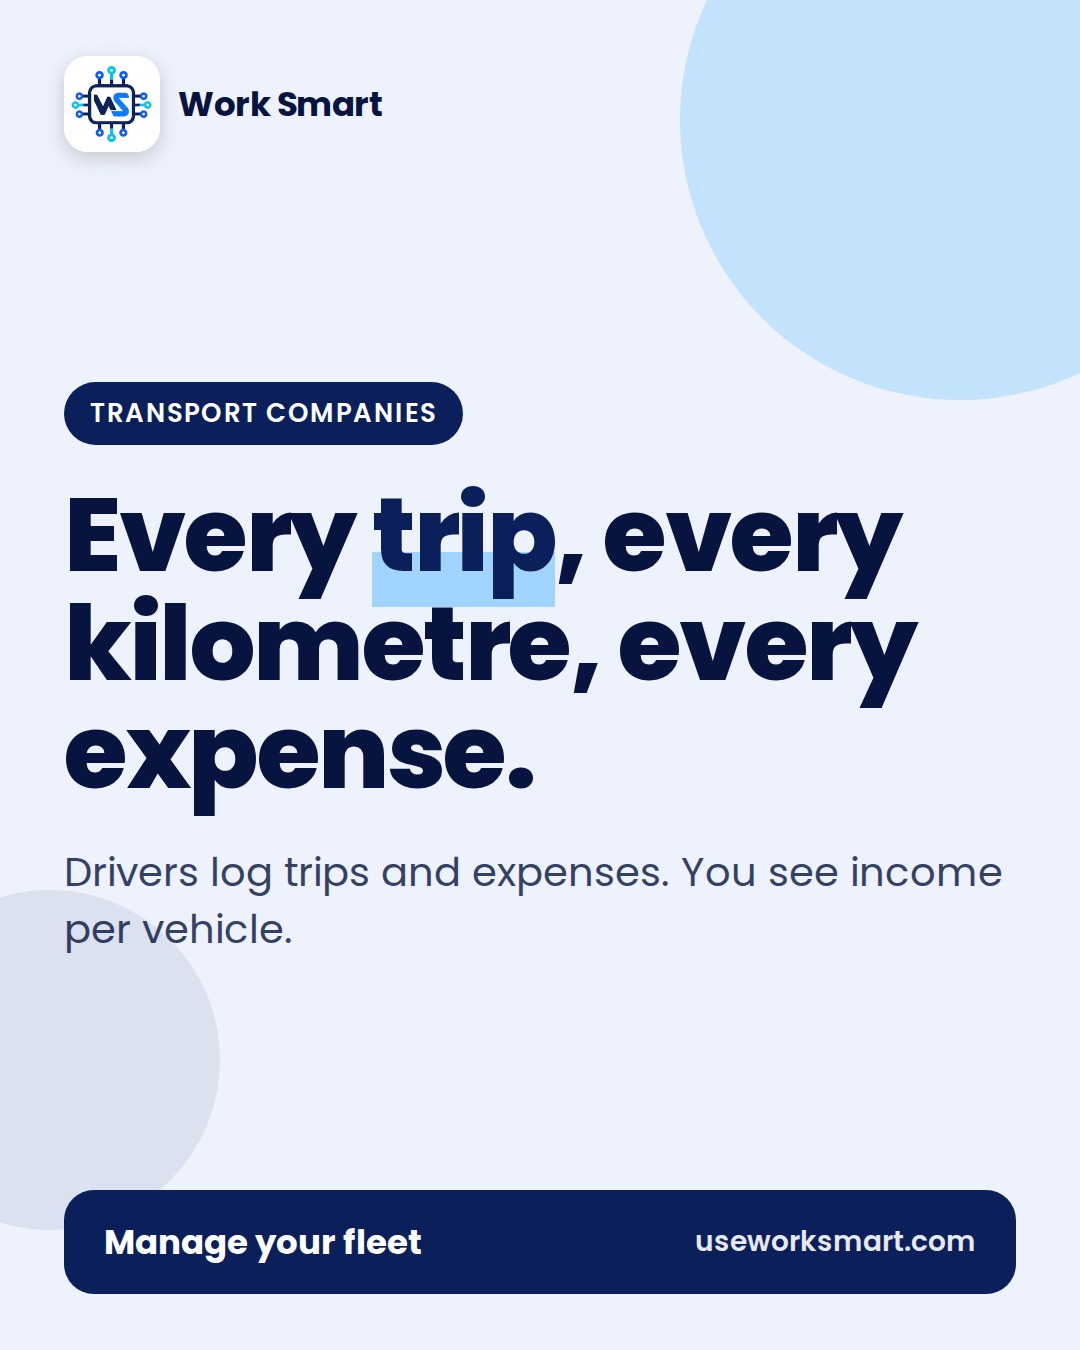 WS
Work Smart
TRANSPORT COMPANIES
Every trip, every
kilometre, every
expense.
Drivers log trips and expenses. You see income
per vehicle.
Manage your fleet
useworksmart.com